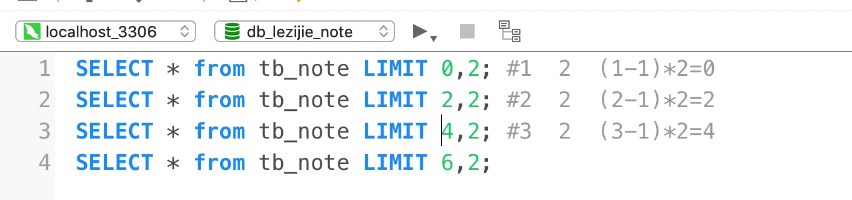 localhost_3306 db_lezijie_note
1 SELECT * from tb_note LIMIT 0,2; #1 2 (1-1)*2=0
2 SELECT * from tb_note LIMIT 2,2; #2 2 (2-1)*2=2
3 SELECT * from tb_note LIMIT 4,2; #3 2 (3-1)*2=4
4 SELECT * from tb_note LIMIT 6,2;